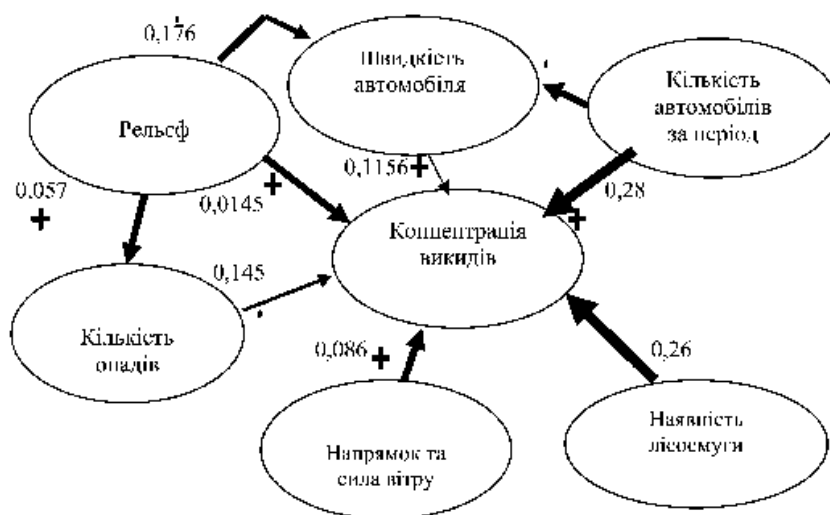 0,176
Швидкість
автомобіля
Кількість
автомобілів
за період
Рельєф
0,1156
+
0.057
+
0,0145
+
0,28
+
Концентрація
викидів
0,145
Кількість
опадів
0,086
+
0,26
Напрямок та
сила вітру
Наявність
лісосмуги